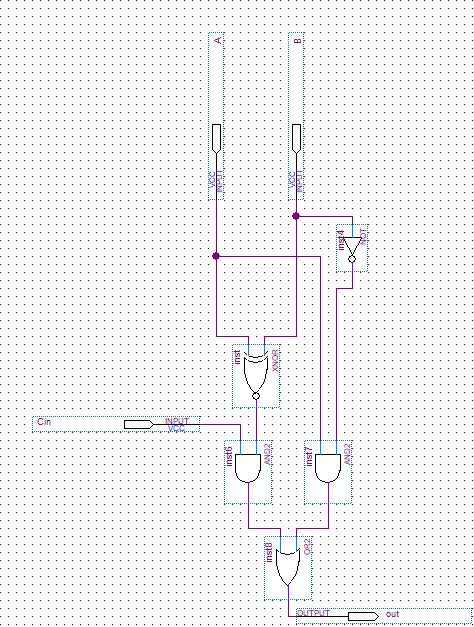 A
B
VCC
INPUT
VCC
INPUT
inst4
NOT
inst
XNOR
Cin
INPUT
VCC
inst6
AND2
inst7
AND2
inst8
OR2
OUTPUT
out